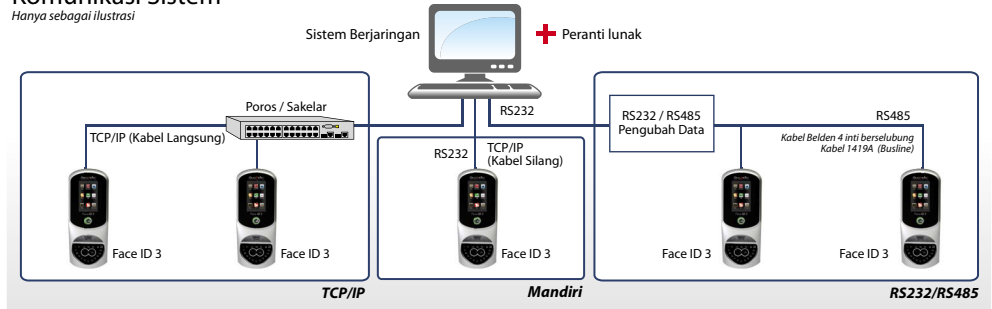 Komunikasi Sistem
Hanya sebagai ilustrasi
Sistem Berjaringan
Peranti lunak
Poros / Sakelar
TCP/IP (Kabel Langsung)
Face ID 3
Face ID 3
TCP/IP
RS232
TCP/IP
(Kabel Silang)
Face ID 3
Mandiri
RS232
RS232 / RS485
Pengubah Data
RS485
Kabel Belden 4 inti berselubung
Kabel 1419A (Busline)
Face ID 3
Face ID 3
RS232/RS485